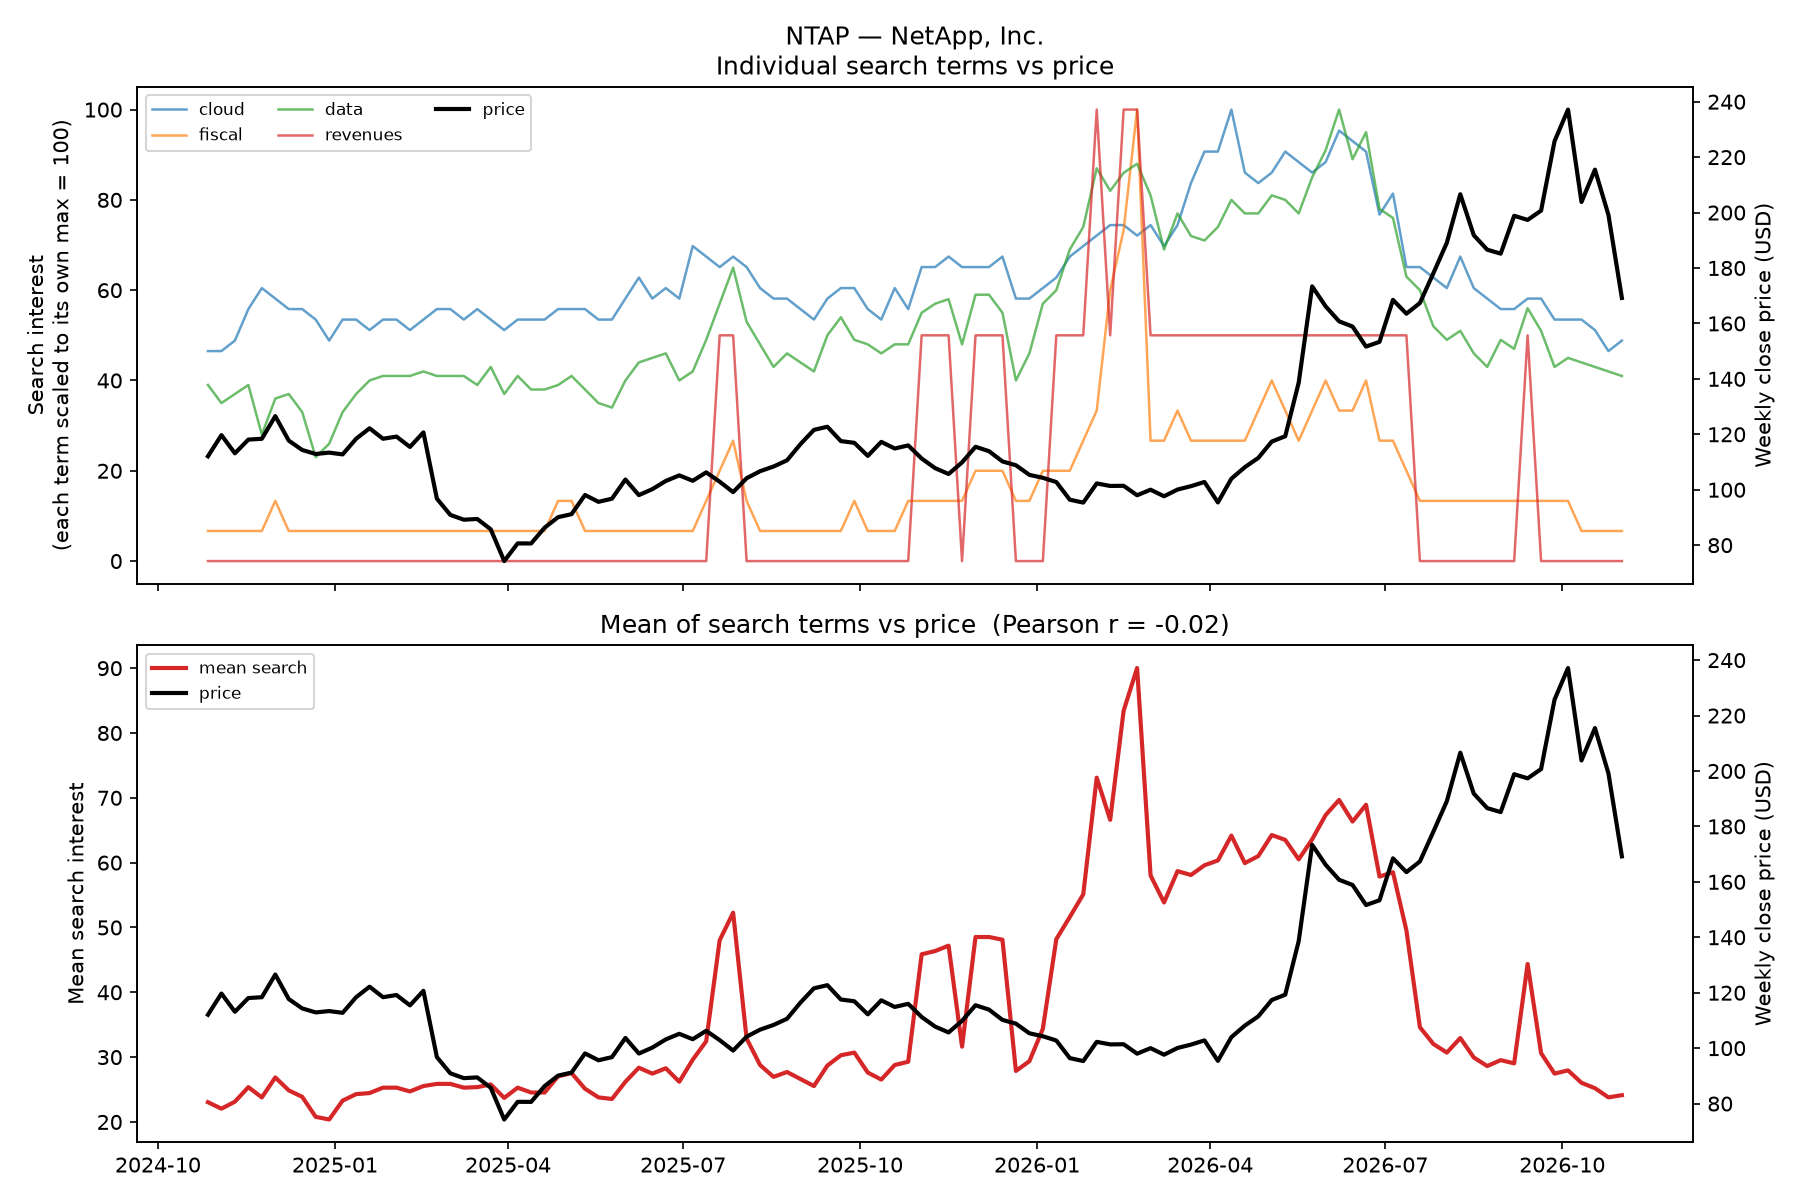 NTAP — NetApp, Inc.
Individual search terms vs price
cloud
fiscal
data
revenues
price
Search interest
(each term scaled to its own max = 100)
100
80
60
40
20
0
Weekly close price (USD)
240
220
200
180
160
140
120
100
80
Mean of search terms vs price (Pearson r = -0.02)
mean search
price
Mean search interest
90
80
70
60
50
40
30
20
Weekly close price (USD)
240
220
200
180
160
140
120
100
80
2024-10
2025-01
2025-04
2025-07
2025-10
2026-01
2026-04
2026-07
2026-10